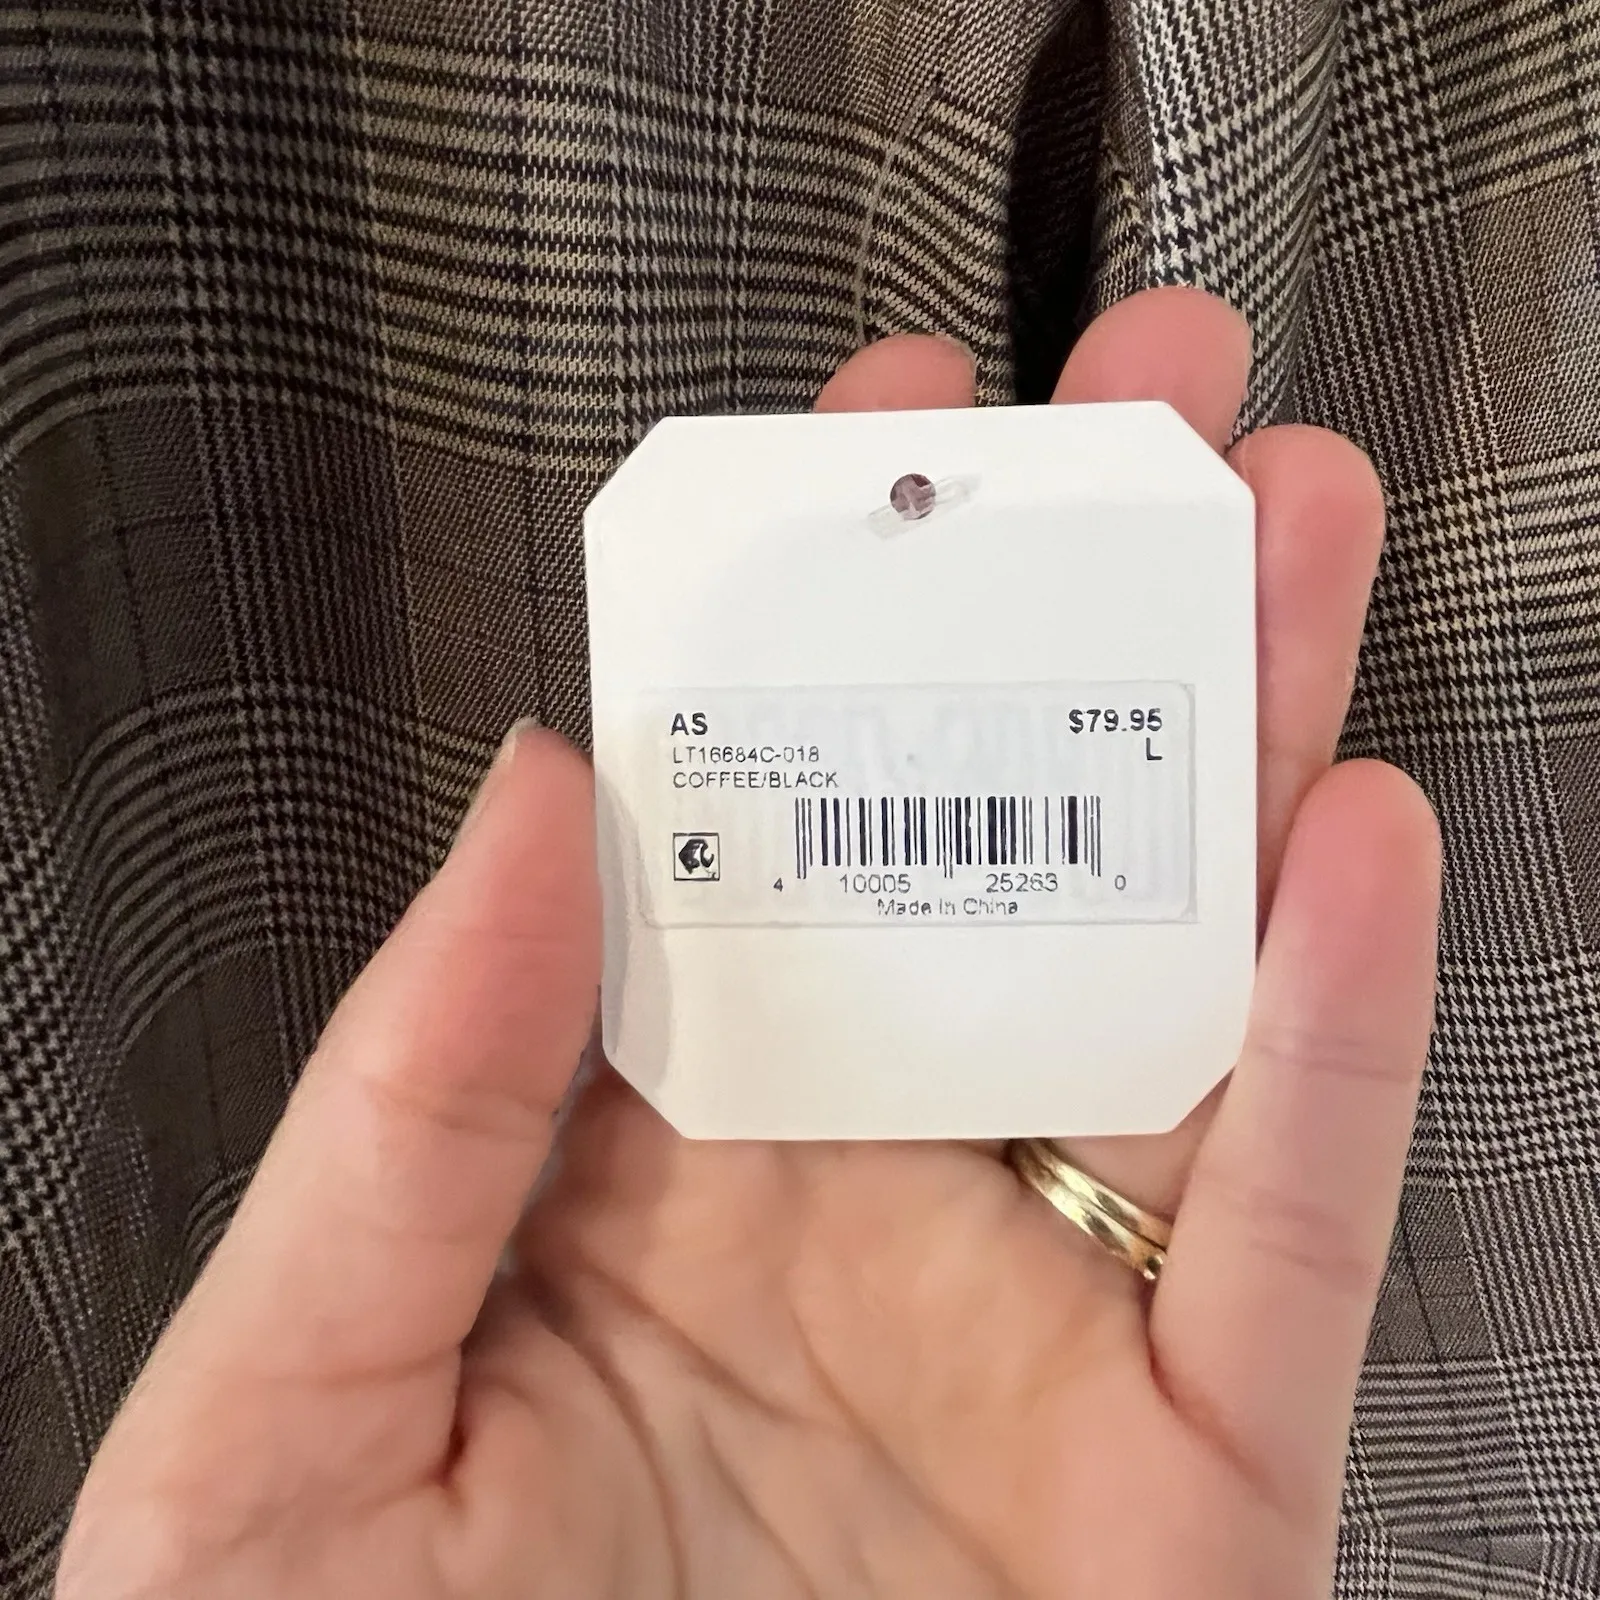 AS $79.95
LT16684C-018 L
COFFEE/BLACK
4 10005 25263 0
Made in China